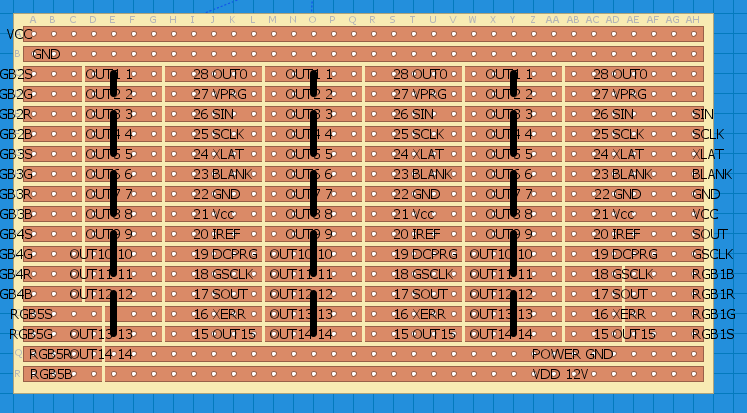 A B C D E F G H I J K L M N O P Q R S T U V W X Y Z AA AB AC AD AE AF AG AH
VCC
B GND
GB2S OUT1 1 28 OUT0 OUT1 1 28 OUT0 OUT1 1 28 OUT0
GB2G OUT2 2 27 VPRG OUT2 2 27 VPRG OUT2 2 27 VPRG
GB2R OUT3 3 26 SIN OUT3 3 26 SIN OUT3 3 26 SIN SIN
GB2B OUT4 4 25 SCLK OUT4 4 25 SCLK OUT4 4 25 SCLK SCLK
GB3S OUT5 5 24 XLAT OUT5 5 24 XLAT OUT5 5 24 XLAT XLAT
GB3G OUT6 6 23 BLANK OUT6 6 23 BLANK OUT6 6 23 BLANK BLANK
GB3R OUT7 7 22 GND OUT7 7 22 GND OUT7 7 22 GND GND
GB3B OUT8 8 21 Vcc OUT8 8 21 Vcc OUT8 8 21 Vcc VCC
GB4S OUT9 9 20 IREF OUT9 9 20 IREF OUT9 9 20 IREF SOUT
GB4G OUT10 10 19 DCPRG OUT10 10 19 DCPRG OUT10 10 19 DCPRG GSCLK
GB4R OUT11 11 18 GSCLK OUT11 11 18 GSCLK OUT11 11 18 GSCLK RGB1B
GB4B OUT12 12 17 SOUT OUT13 12 17 SOUT OUT12 12 17 SOUT RGB1R
RGB5S 13 16 XERR OUT13 13 16 XERR OUT13 13 16 XERR RGB1G
RGB5G OUT13 13 15 OUT15 OUT14 14 15 OUT15 OUT14 14 15 OUT15 RGB1S
Q RGB5R OUT14 14 POWER GND
R RGB5B VDD 12V